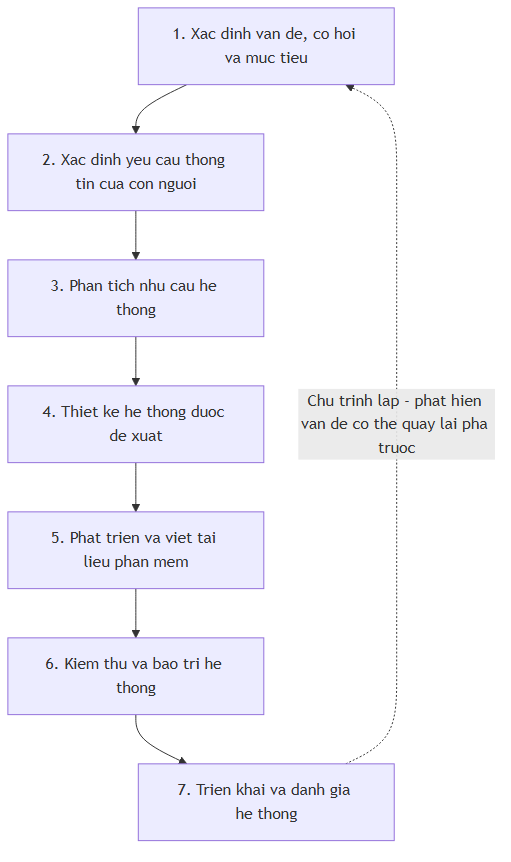 1. Xac dinh van de, co hoi
va muc tieu
2. Xac dinh yeu cau thong
tin cua con nguoi
3. Phan tich nhu cau he
thong
4. Thiet ke he thong duoc
de xuat
Chu trinh lap - phat hien
van de co the quay lai pha
truoc
5. Phat trien va viet tai
lieu phan mem
6. Kiem thu va bao tri he
thong
7. Trien khai va danh gia
he thong